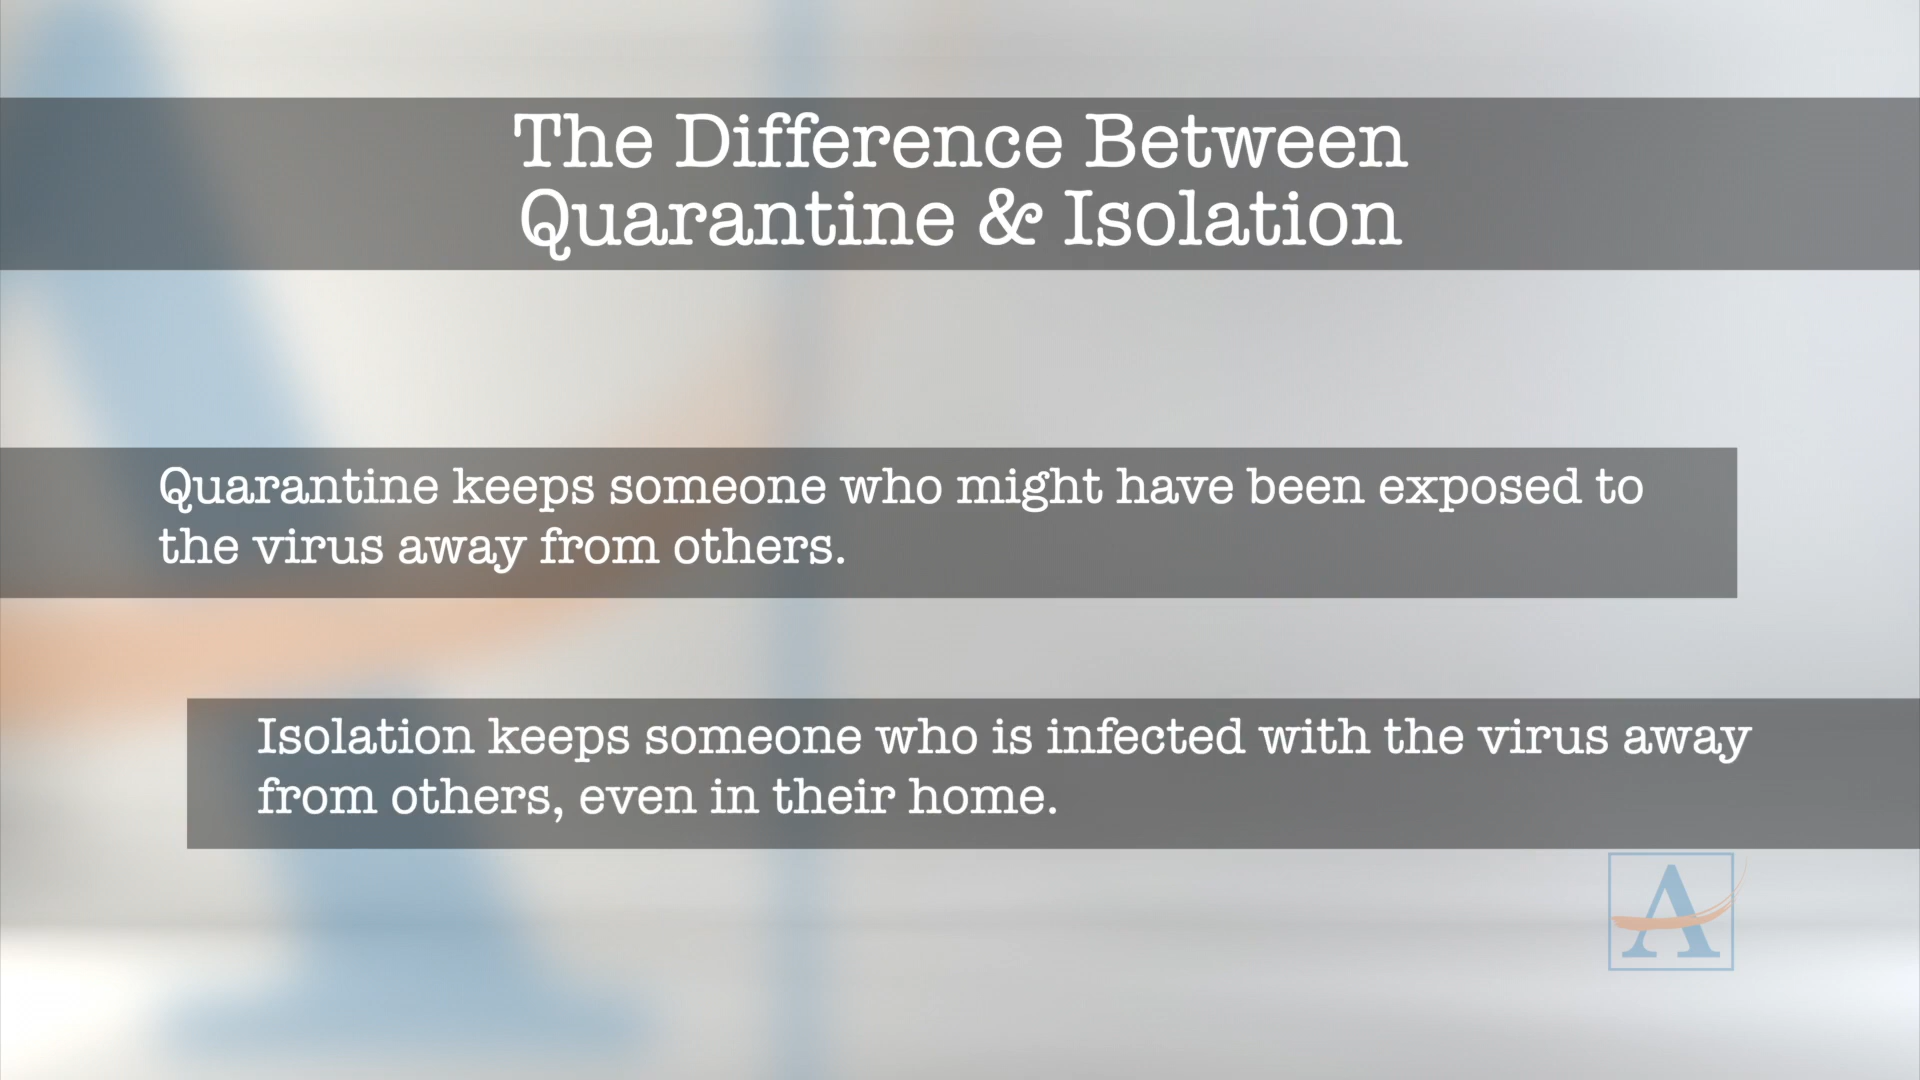 The Difference Between
Quarantine & Isolation
Quarantine keeps someone who might have been exposed to
the virus away from others.
Isolation keeps someone who is infected with the virus away
from others, even in their home.
A